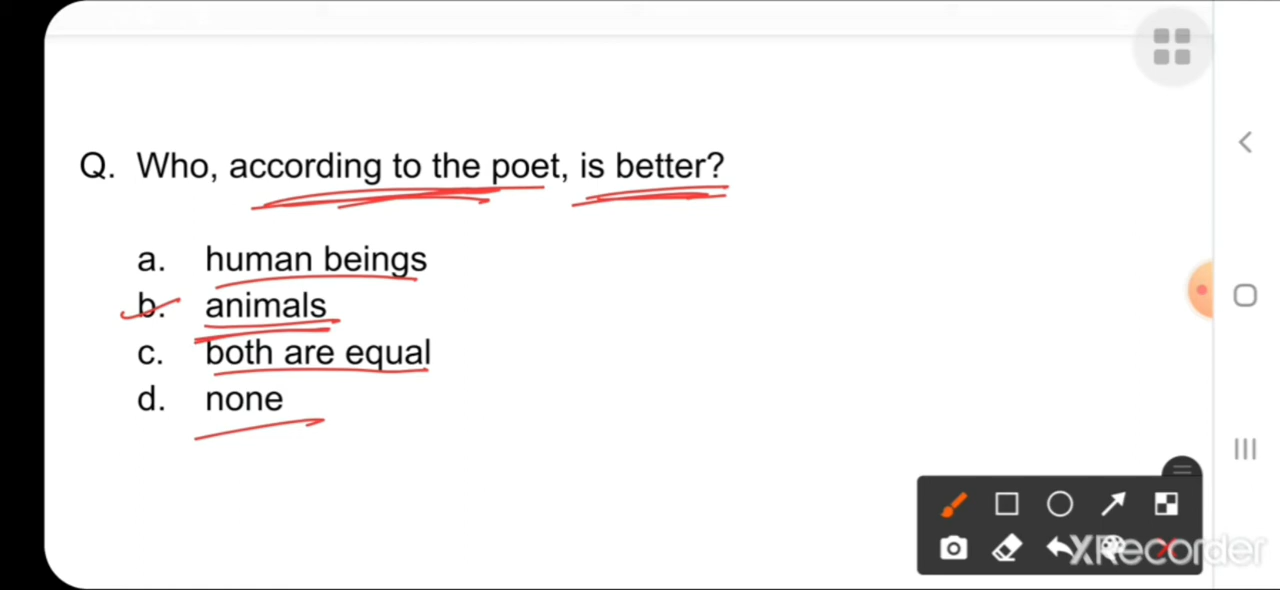 Q. Who, according to the poet, is better?
a. human beings
b. animals
c. both are equal
d. none
XRecorder